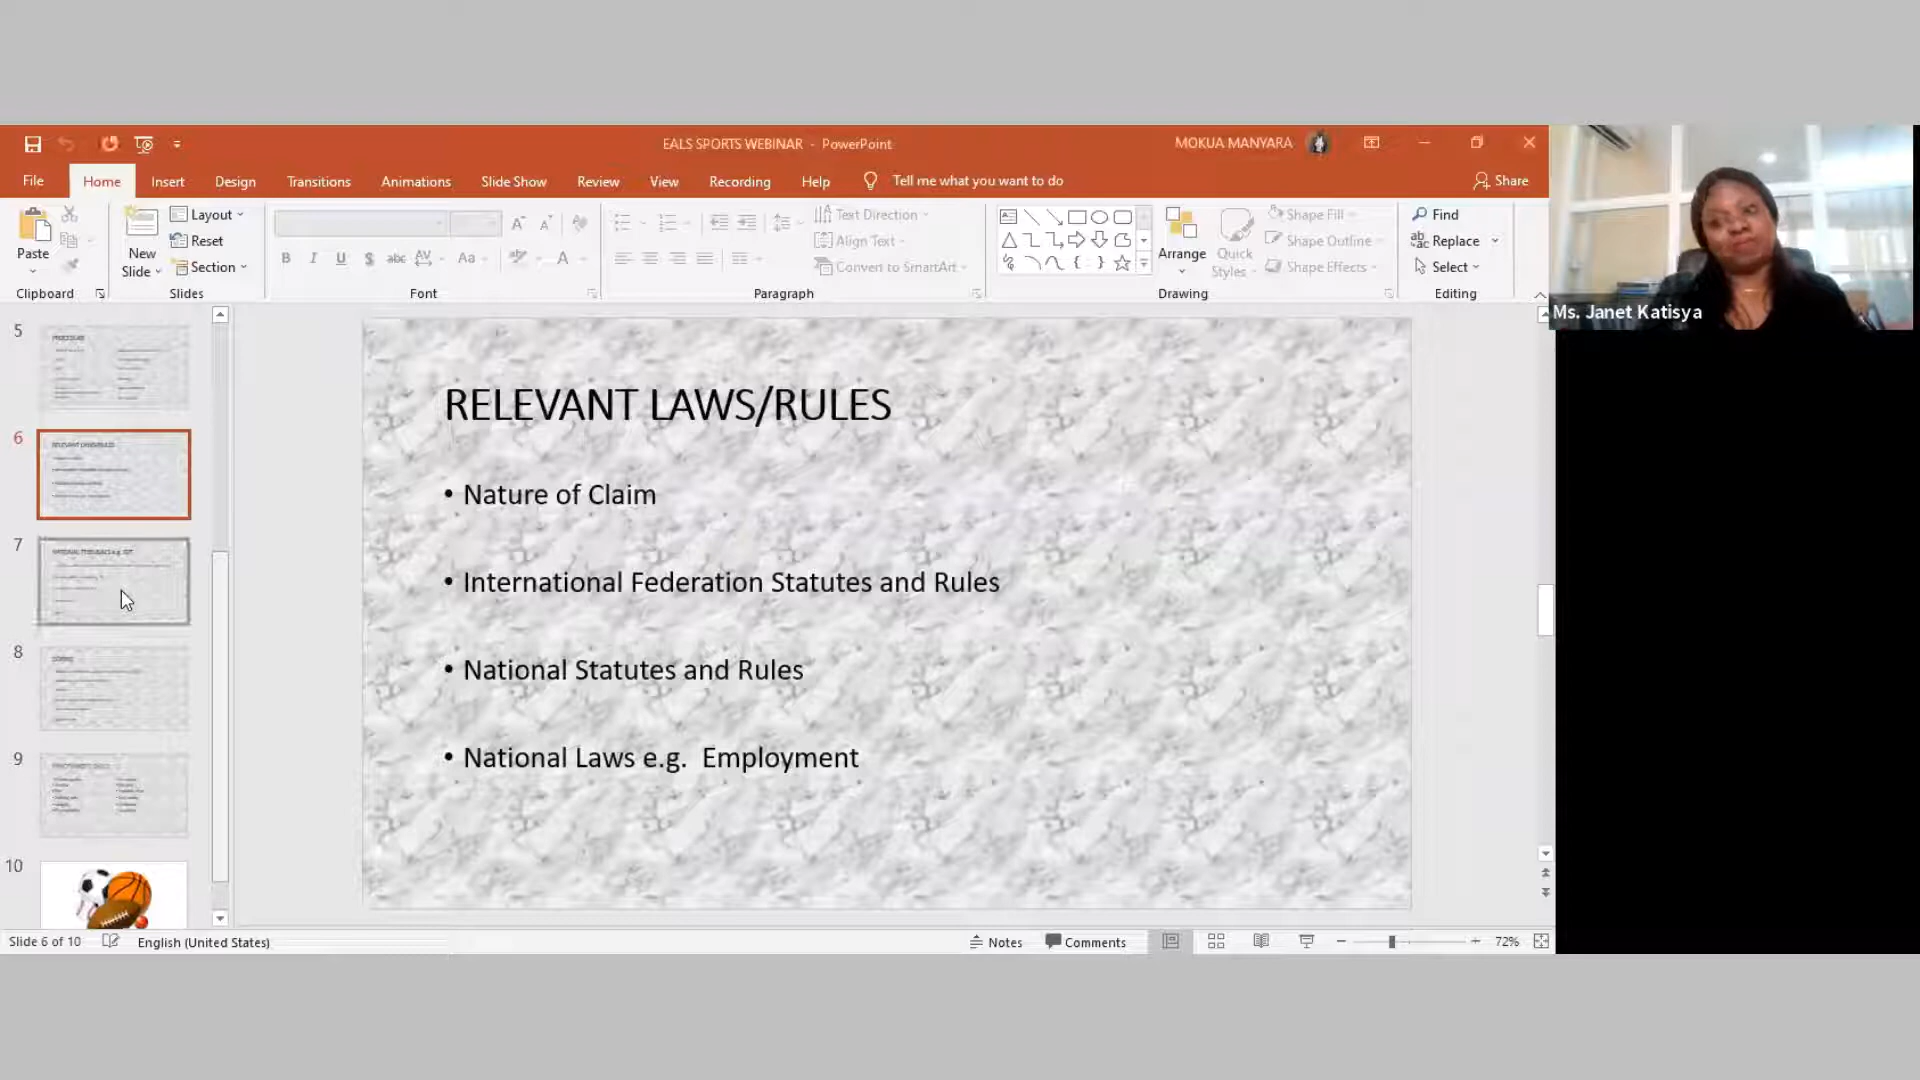 EALS SPORTS WEBINAR - PowerPoint
MOKUA MANYARA
File Home Insert Design Transitions Animations Slide Show Review View Recording Help Tell me what you want to do
Share
Paste
Clipboard
New
Slide
Layout
Reset
Section
Slides
B I U S abc AV Aa A
Font
Text Direction
Align Text
Convert to SmartArt
Paragraph
Arrange
Quick
Styles
Shape Fill
Shape Outline
Shape Effects
Drawing
Find
Replace
Select
Editing
Ms. Janet Katisya
5
6
7
8
9
10
RELEVANT LAWS/RULES
• Nature of Claim
• International Federation Statutes and Rules
• National Statutes and Rules
• National Laws e.g. Employment
Slide 6 of 10
English (United States)
Notes
Comments
72%